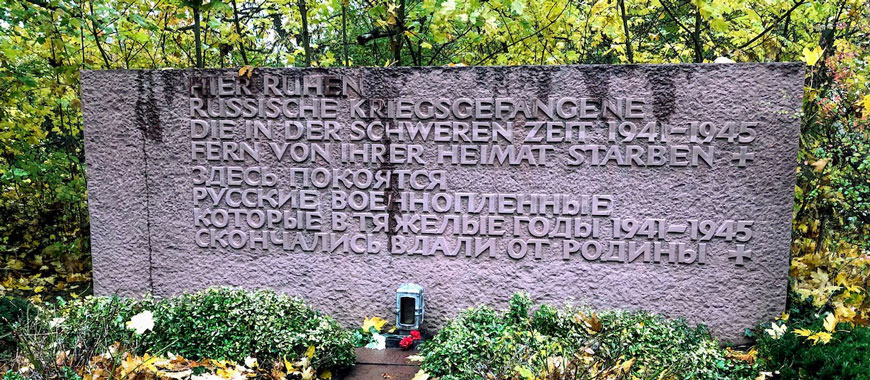 HIER RUHEN
RUSSISCHE KRIEGSGEFANGENE
DIE IN DER SCHWEREN ZEIT 1941–1945
FERN VON IHRER HEIMAT STARBEN +
ЗДЕСЬ ПОКОЯТСЯ
РУССКИЕ ВОЕННОПЛЕННЫЕ
КОТОРЫЕ В ТЯЖЕЛЫЕ ГОДЫ 1941–1945
СКОНЧАЛИСЬ ВДАЛИ ОТ РОДИНЫ +